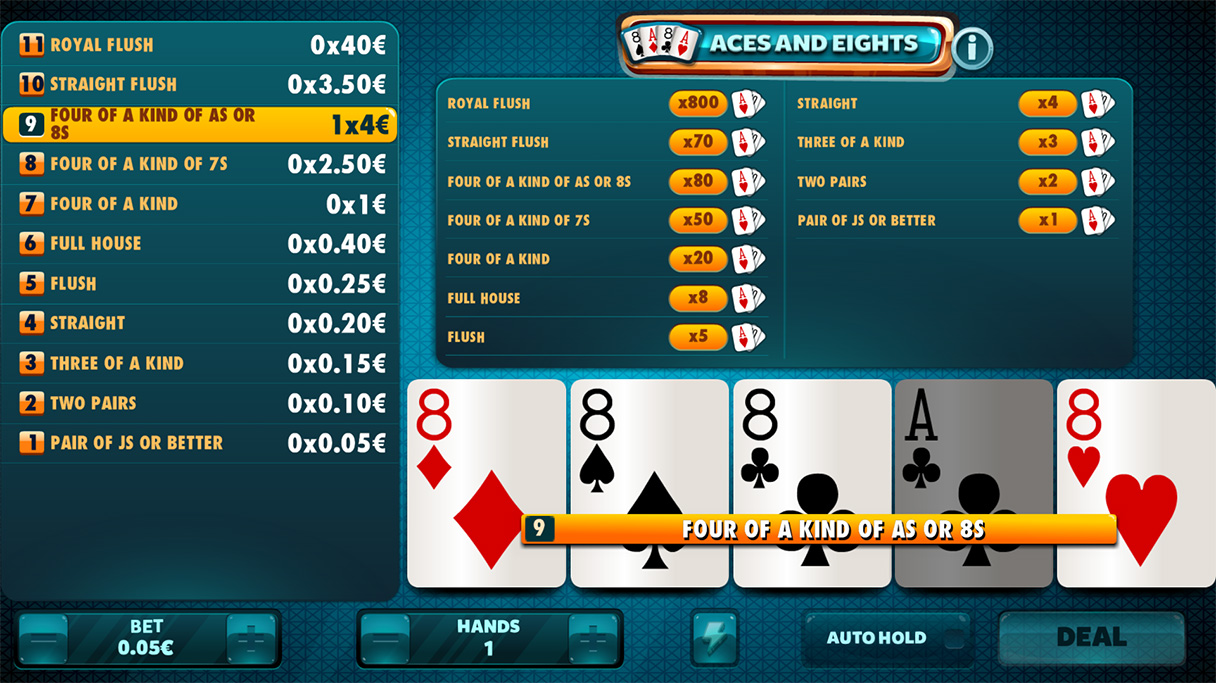 11 ROYAL FLUSH 0x40€
10 STRAIGHT FLUSH 0x3.50€
9 FOUR OF A KIND OF AS OR
8S 1x4€
8 FOUR OF A KIND OF 7S 0x2.50€
7 FOUR OF A KIND 0x1€
6 FULL HOUSE 0x0.40€
5 FLUSH 0x0.25€
4 STRAIGHT 0x0.20€
3 THREE OF A KIND 0x0.15€
2 TWO PAIRS 0x0.10€
1 PAIR OF JS OR BETTER 0x0.05€
8 A 8 A ACES AND EIGHTS i
ROYAL FLUSH x800 A
STRAIGHT FLUSH x70 A
FOUR OF A KIND OF AS OR 8S x80 A
FOUR OF A KIND OF 7S x50 A
FOUR OF A KIND x20 A
FULL HOUSE x8 A
FLUSH x5 A
STRAIGHT x4 A
THREE OF A KIND x3 A
TWO PAIRS x2 A
PAIR OF JS OR BETTER x1 A
8 8 8 A 8
9 FOUR OF A KIND OF AS OR 8S
BET
0.05€
HANDS
1
AUTO HOLD
DEAL